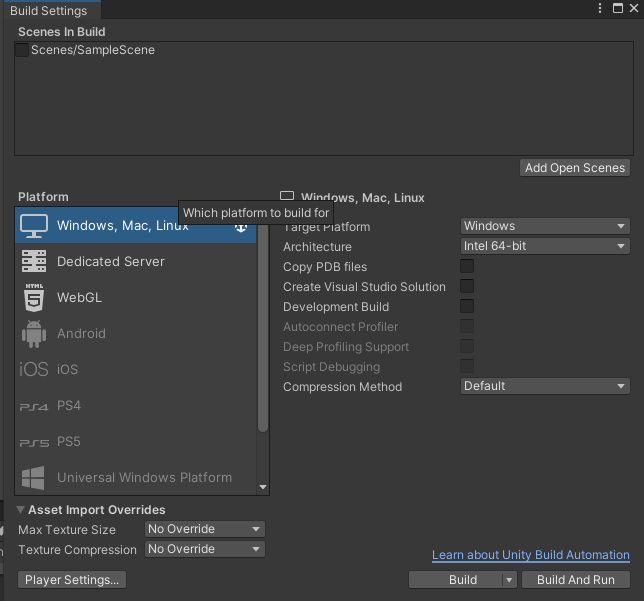 Build Settings
Scenes In Build
Scenes/SampleScene
Add Open Scenes
Platform
Windows, Mac, Linux
Which platform to build for
Windows, Mac, Linux
Dedicated Server
HTML
5
WebGL
Android
iOS iOS
PS4 PS4
PS5 PS5
Universal Windows Platform
Target Platform Windows
Architecture Intel 64-bit
Copy PDB files
Create Visual Studio Solution
Development Build
Autoconnect Profiler
Deep Profiling Support
Script Debugging
Compression Method Default
Asset Import Overrides
Max Texture Size No Override
Texture Compression No Override
Learn about Unity Build Automation
Player Settings...
Build
Build And Run